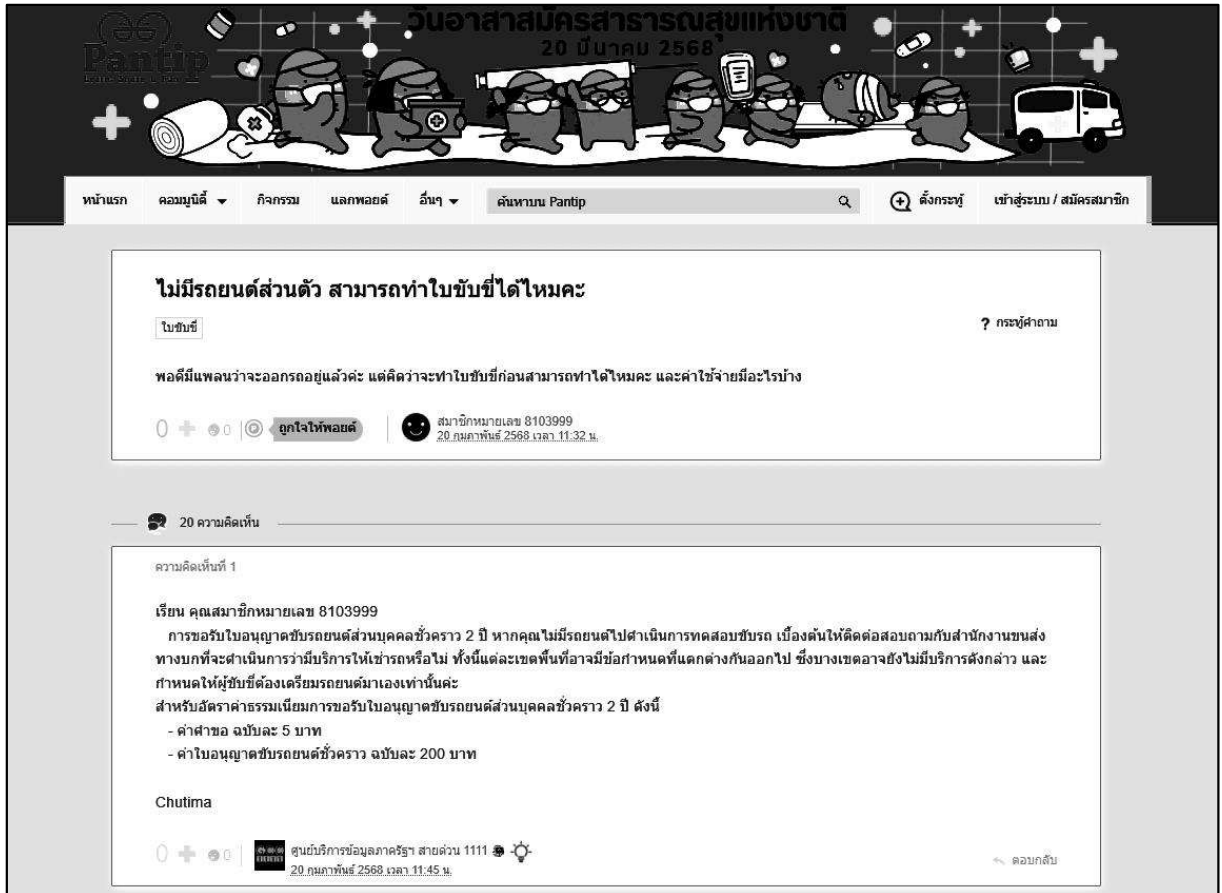 วันอาสาสมัครสาธารณสุขแห่งชาติ
20 มีนาคม 2568
Pantip
หน้าแรก
คอมมูนิตี้
กิจกรรม
แลกพอยต์
อื่นๆ
ค้นหาบน Pantip
ตั้งกระทู้
เข้าสู่ระบบ / สมัครสมาชิก
ไม่มีรถยนต์ส่วนตัว สามารถทำใบขับขี่ได้ไหมคะ
ใบขับขี่
? กระทู้คำถาม
พอดีมีแพลนว่าจะออกรถอยู่แล้วค่ะ แต่คิดว่าจะทำใบขับขี่ก่อนสามารถทำได้ไหมคะ และค่าใช้จ่ายมีอะไรบ้าง
0
0
ถูกใจให้พอยต์
สมาชิกหมายเลข 8103999
20 กุมภาพันธ์ 2568 เวลา 11:32 น.
20 ความคิดเห็น
ความคิดเห็นที่ 1
เรียน คุณสมาชิกหมายเลข 8103999
การขอรับใบอนุญาตขับรถยนต์ส่วนบุคคลชั่วคราว 2 ปี หากคุณไม่มีรถยนต์ไปดำเนินการทดสอบขับรถ เบื้องต้นให้ติดต่อสอบถามกับสำนักงานขนส่ง
ทางบกที่จะดำเนินการว่ามีบริการให้เช่ารถหรือไม่ ทั้งนี้แต่ละเขตพื้นที่อาจมีข้อกำหนดที่แตกต่างกันออกไป ซึ่งบางเขตอาจยังไม่มีบริการดังกล่าว และ
กำหนดให้ผู้ขับขี่ต้องเตรียมรถยนต์มาเองเท่านั้นค่ะ
สำหรับอัตราค่าธรรมเนียมการขอรับใบอนุญาตขับรถยนต์ส่วนบุคคลชั่วคราว 2 ปี ดังนี้
- ค่าคำขอ ฉบับละ 5 บาท
- ค่าใบอนุญาตขับรถยนต์ชั่วคราว ฉบับละ 200 บาท
Chutima
0
0
ศูนย์บริการข้อมูลภาครัฐฯ สายด่วน 1111
20 กุมภาพันธ์ 2568 เวลา 11:45 น.
ตอบกลับ